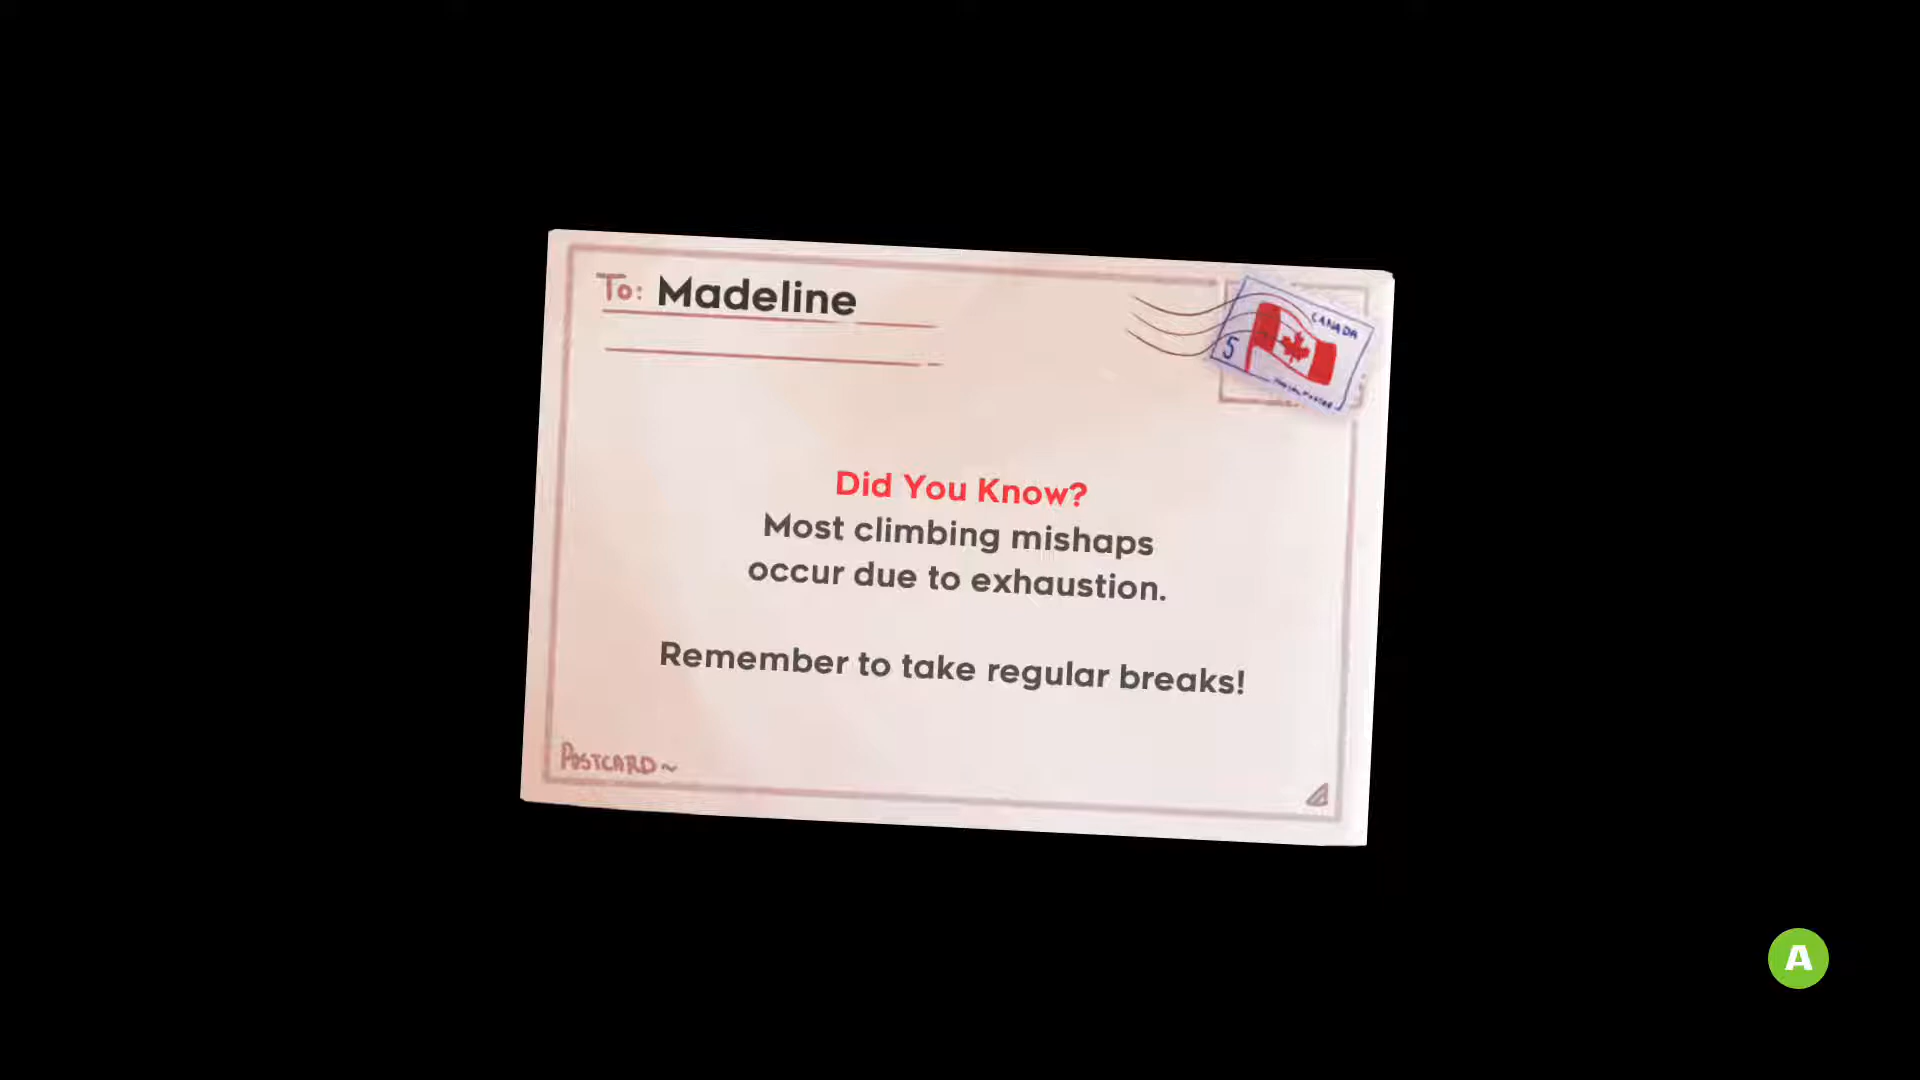 To: Madeline
CANADA
5
Did You Know?
Most climbing mishaps
occur due to exhaustion.
Remember to take regular breaks!
POSTCARD~
A